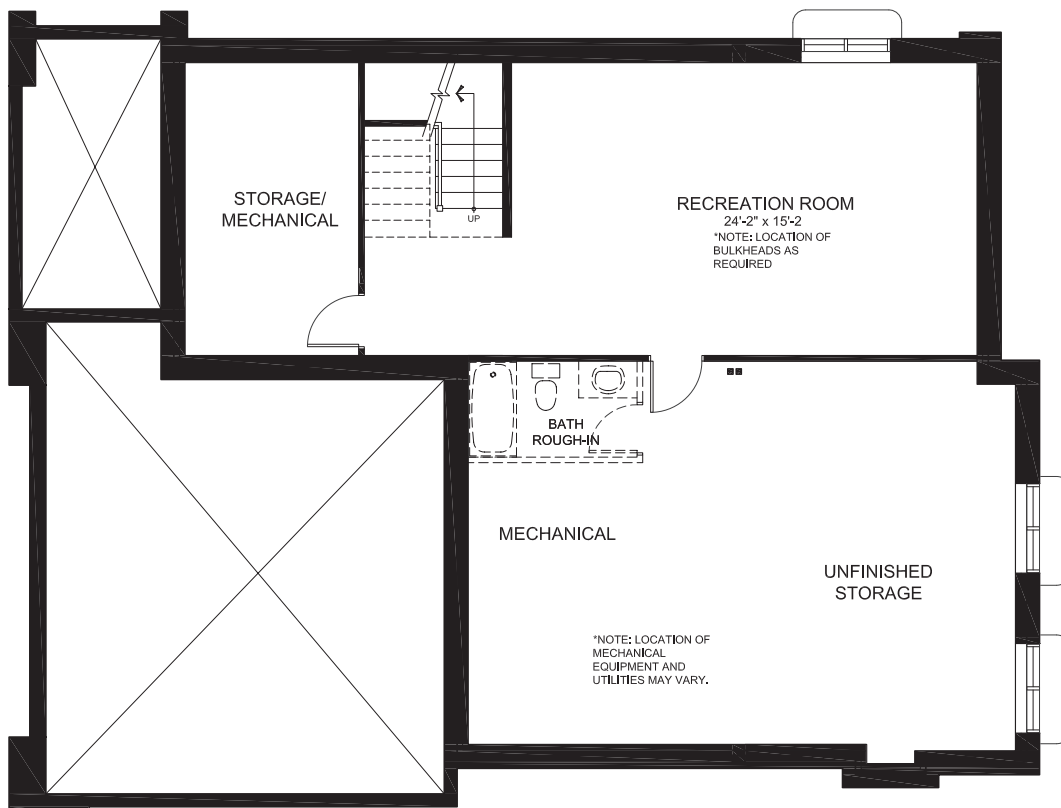 STORAGE/
MECHANICAL
UP
RECREATION ROOM
24'-2" x 15'-2
*NOTE: LOCATION OF
BULKHEADS AS
REQUIRED
BATH
ROUGH-IN
MECHANICAL
UNFINISHED
STORAGE
*NOTE: LOCATION OF
MECHANICAL
EQUIPMENT AND
UTILITIES MAY VARY.